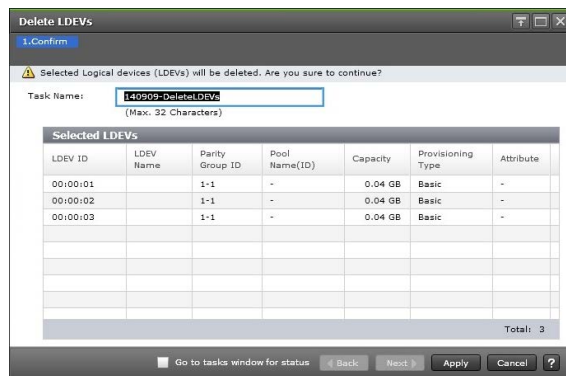 Delete LDEVs
1.Confirm
Selected Logical devices (LDEVs) will be deleted. Are you sure to continue?
Task Name: 140909-DeleteLDEVs
(Max. 32 Characters)
Selected LDEVs
LDEV ID LDEV Name Parity Group ID Pool Name(ID) Capacity Provisioning Type Attribute
00:00:01 1-1 - 0.04 GB Basic -
00:00:02 1-1 - 0.04 GB Basic -
00:00:03 1-1 - 0.04 GB Basic -
Total: 3
Go to tasks window for status Back Next Apply Cancel ?